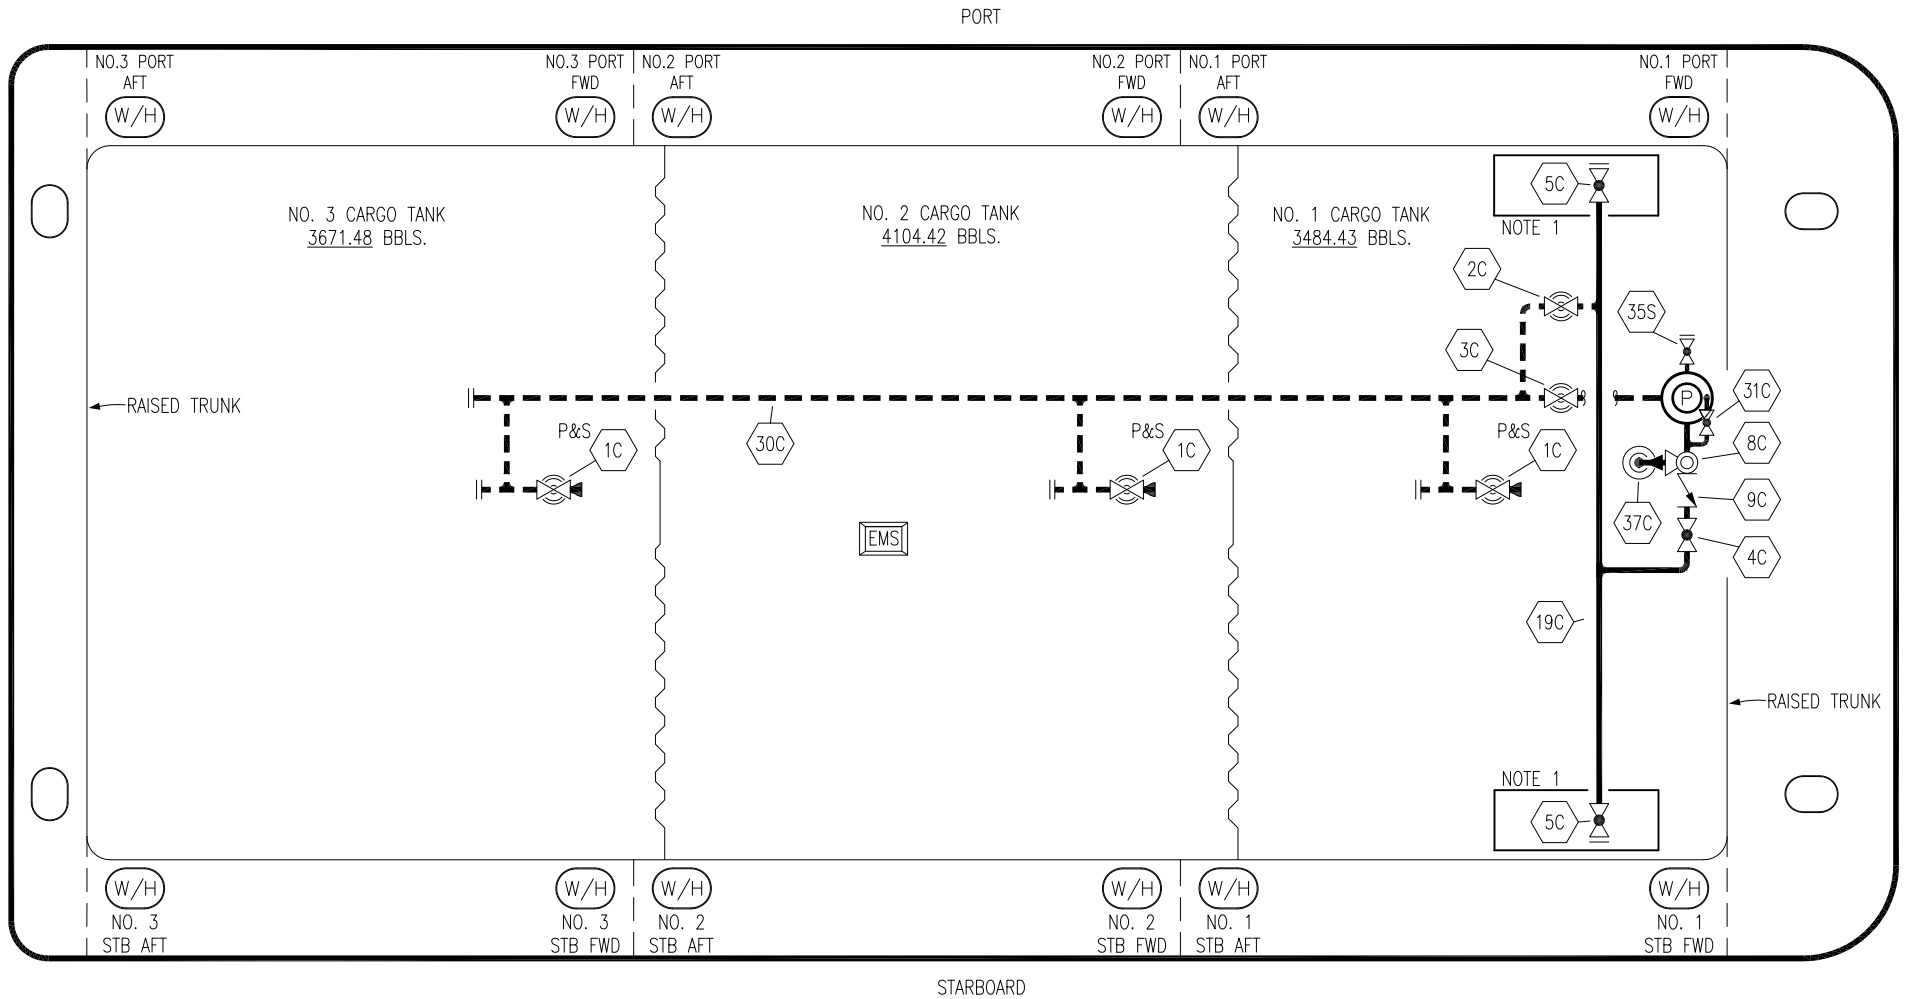 PORT
NO.3 PORT
AFT
NO.3 PORT
FWD
NO.2 PORT
AFT
NO.2 PORT
FWD
NO.1 PORT
AFT
NO.1 PORT
FWD
W/H
W/H
W/H
W/H
W/H
W/H
NO. 3 CARGO TANK
3671.48 BBLS.
NO. 2 CARGO TANK
4104.42 BBLS.
NO. 1 CARGO TANK
3484.43 BBLS.
5C
NOTE 1
2C
35S
3C
31C
P
RAISED TRUNK
30C
P&S
1C
P&S
1C
P&S
1C
8C
9C
37C
4C
EMS
19C
RAISED TRUNK
NOTE 1
5C
W/H
W/H
W/H
W/H
W/H
W/H
NO. 3
STB AFT
NO. 3
STB FWD
NO. 2
STB AFT
NO. 2
STB FWD
NO. 1
STB AFT
NO. 1
STB FWD
STARBOARD